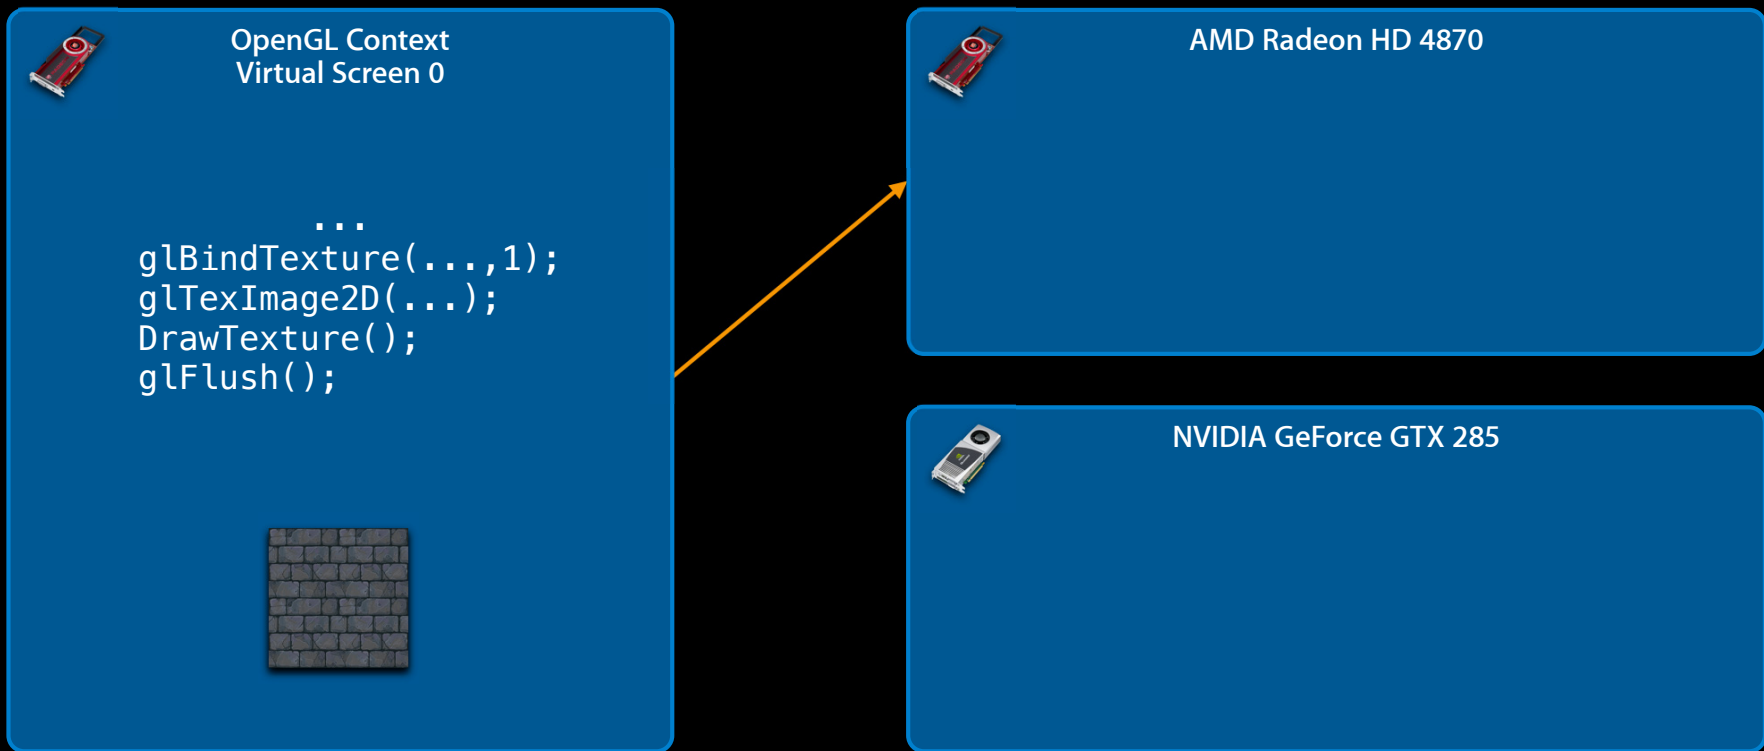 OpenGL Context
Virtual Screen 0
...
glBindTexture(...,1);
glTexImage2D(...);
DrawTexture();
glFlush();
AMD Radeon HD 4870
NVIDIA GeForce GTX 285